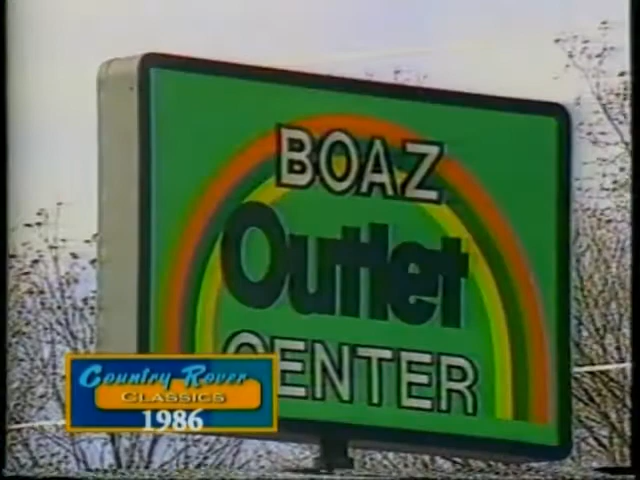 BOAZ
Outlet
CENTER
Country Rover
CLASSICS
1986